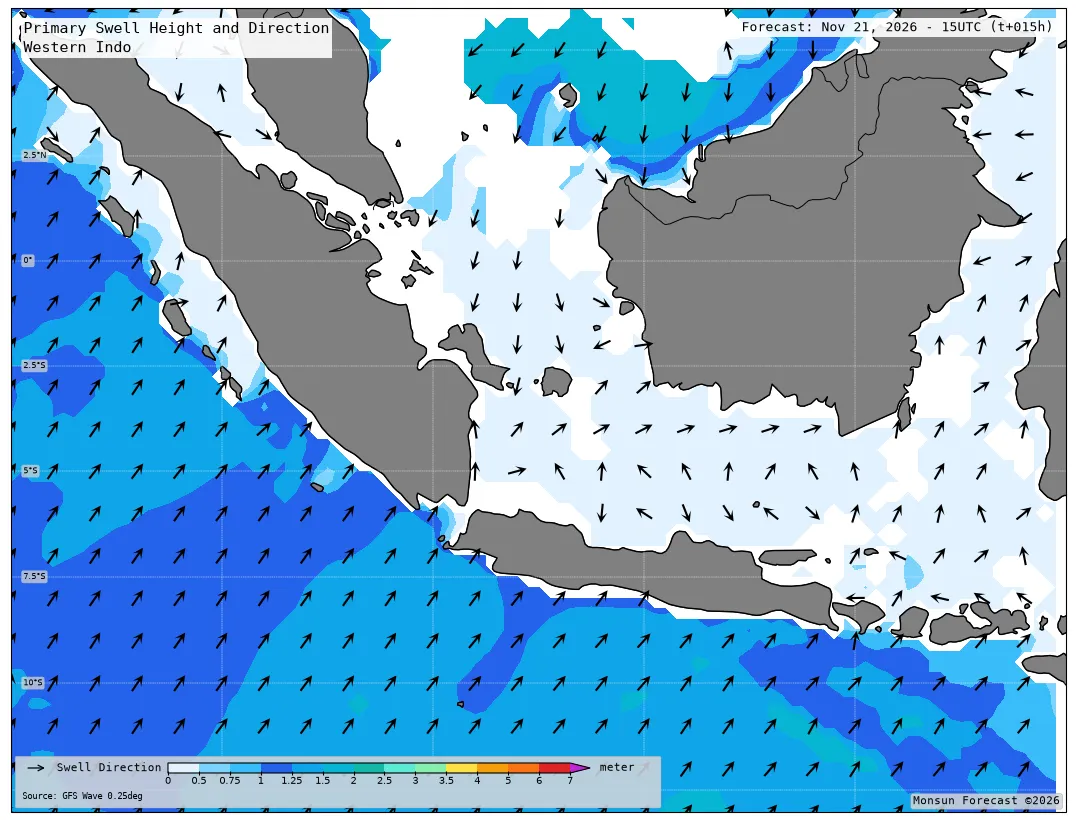 Primary Swell Height and Direction
Western Indo
Forecast: Nov 21, 2026 - 15UTC (t+015h)
2.5°N
0°
2.5°S
5°S
7.5°S
10°S
Swell Direction
meter
0 0.5 0.75 1 1.25 1.5 2 2.5 3 3.5 4 5 6 7
Source: GFS Wave 0.25deg
Monsun Forecast ©2026